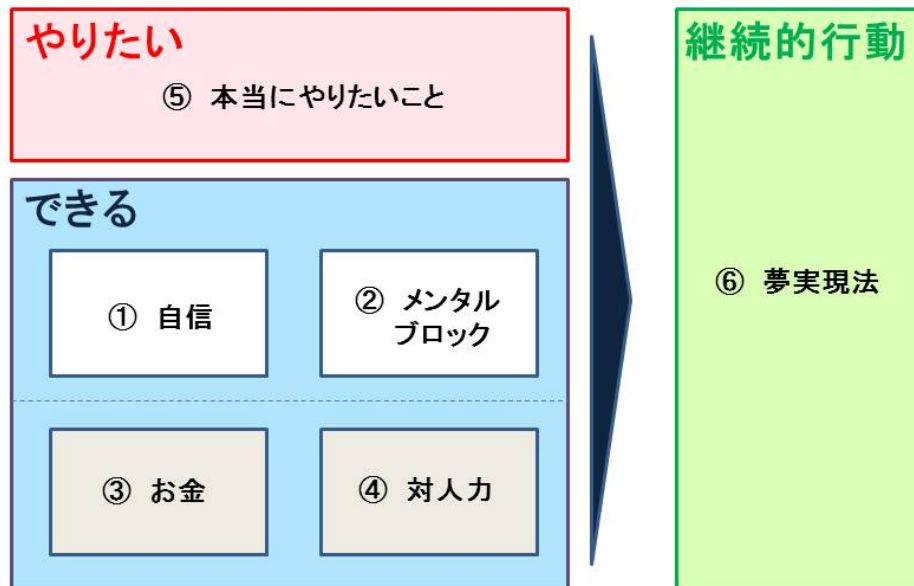 やりたい
⑤ 本当にやりたいこと
できる
① 自信
② メンタル
ブロック
③ お金
④ 対人力
継続的行動
⑥ 夢実現法